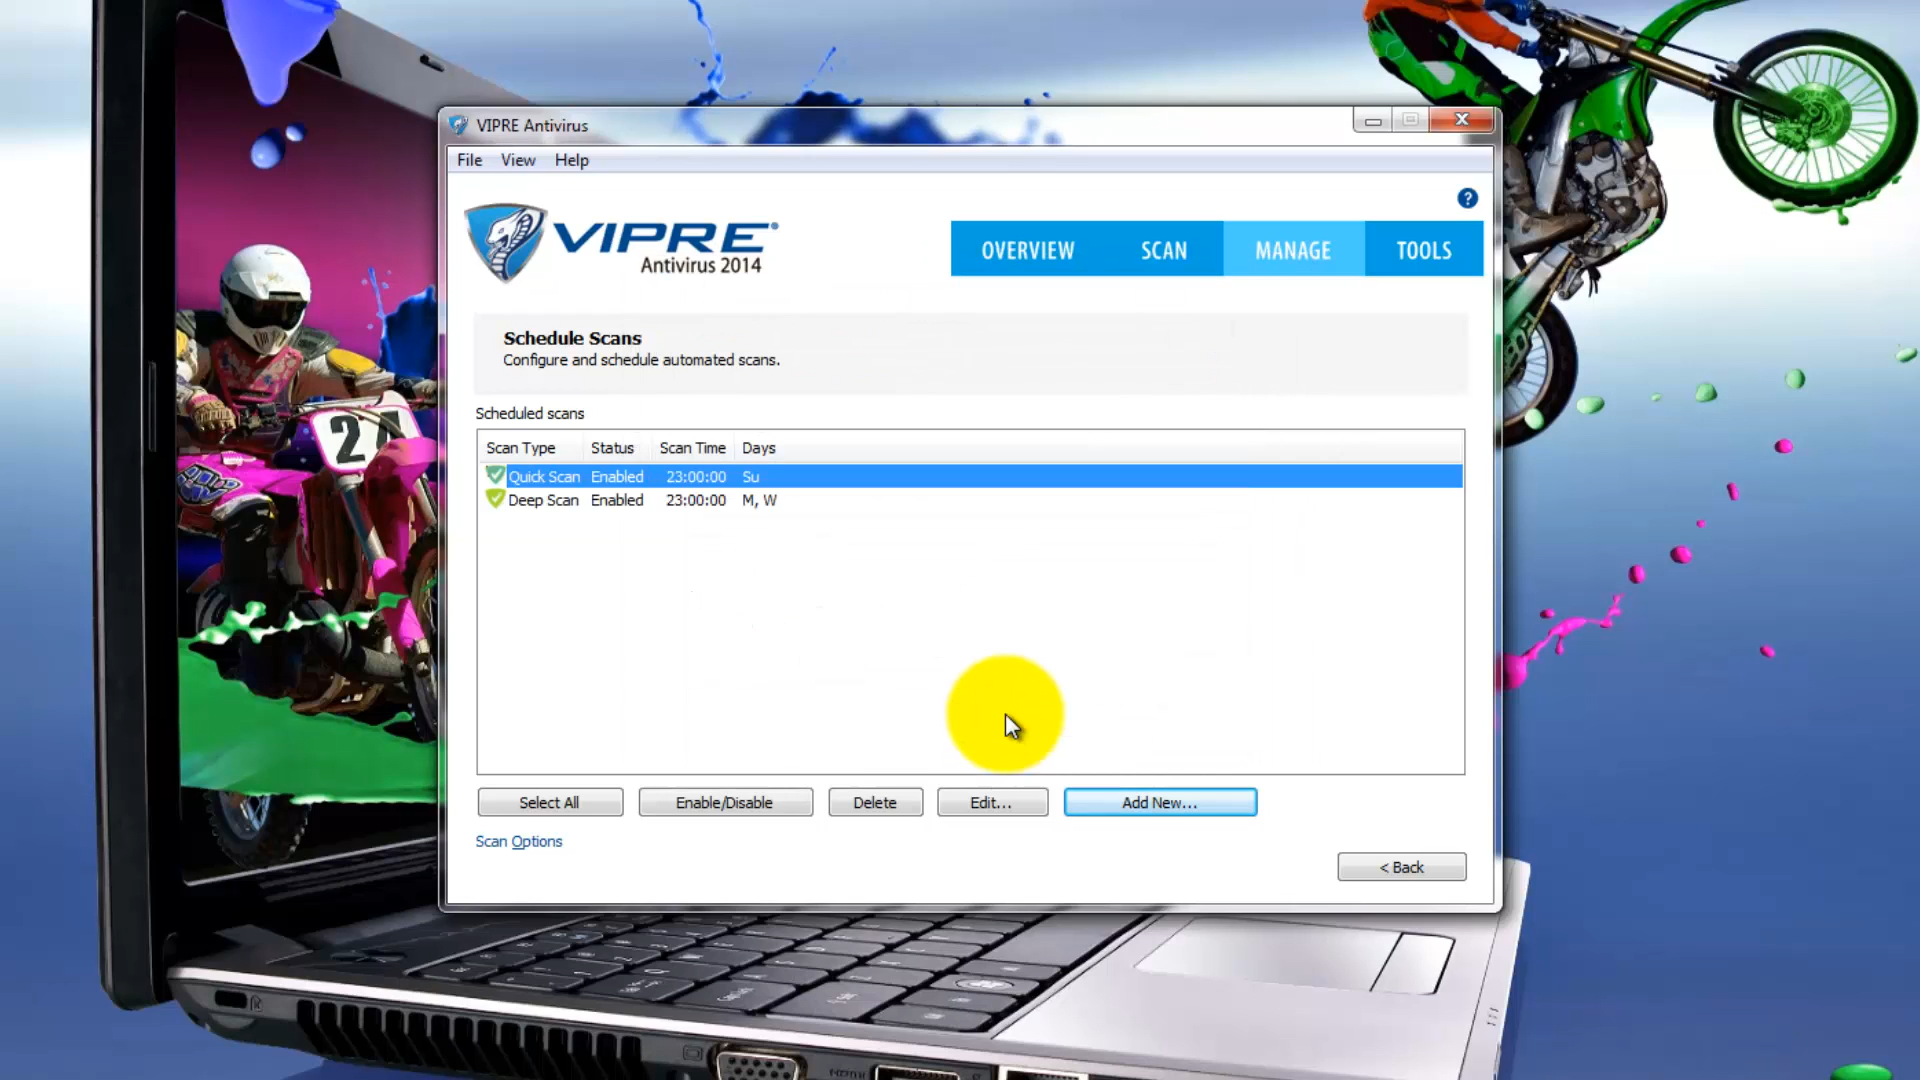 VIPRE Antivirus
File View Help
?
VIPRE®
Antivirus 2014
OVERVIEW SCAN MANAGE TOOLS
Schedule Scans
Configure and schedule automated scans.
Scheduled scans
Scan Type Status Scan Time Days
Quick Scan Enabled 23:00:00 Su
Deep Scan Enabled 23:00:00 M, W
Select All Enable/Disable Delete Edit... Add New...
Scan Options
< Back